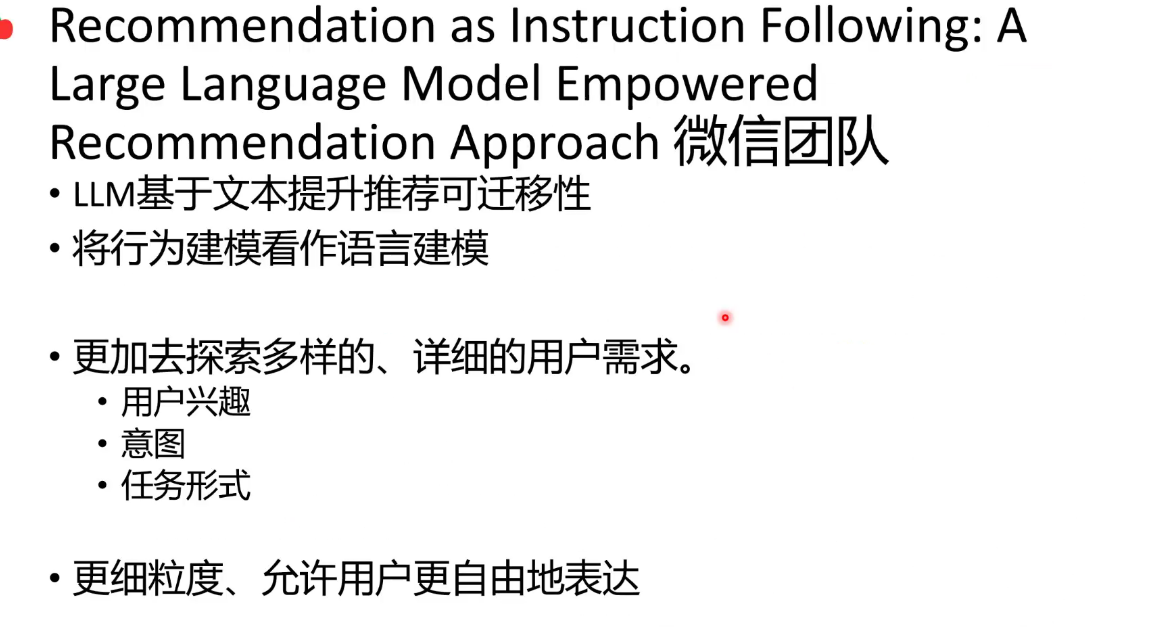 Recommendation as Instruction Following: A
Large Language Model Empowered
Recommendation Approach 微信团队
• LLM基于文本提升推荐可迁移性
• 将行为建模看作语言建模
• 更加去探索多样的、详细的用户需求。
• 用户兴趣
• 意图
• 任务形式
• 更细粒度、允许用户更自由地表达